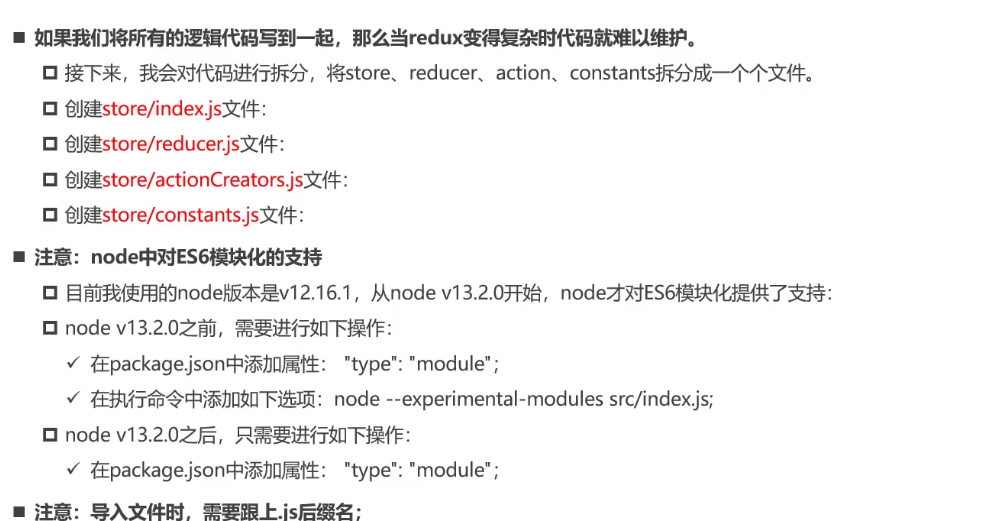 ■ 如果我们将所有的逻辑代码写到一起，那么当redux变得复杂时代码就难以维护。
接下来，我会对代码进行拆分，将store、reducer、action、constants拆分成一个个文件。
创建store/index.js文件：
创建store/reducer.js文件：
创建store/actionCreators.js文件：
创建store/constants.js文件：
■ 注意：node中对ES6模块化的支持
目前我使用的node版本是v12.16.1，从node v13.2.0开始，node才对ES6模块化提供了支持：
node v13.2.0之前，需要进行如下操作：
✓ 在package.json中添加属性： "type": "module"；
✓ 在执行命令中添加如下选项：node --experimental-modules src/index.js;
node v13.2.0之后，只需要进行如下操作：
✓ 在package.json中添加属性： "type": "module"；
■ 注意：导入文件时，需要跟上.js后缀名；